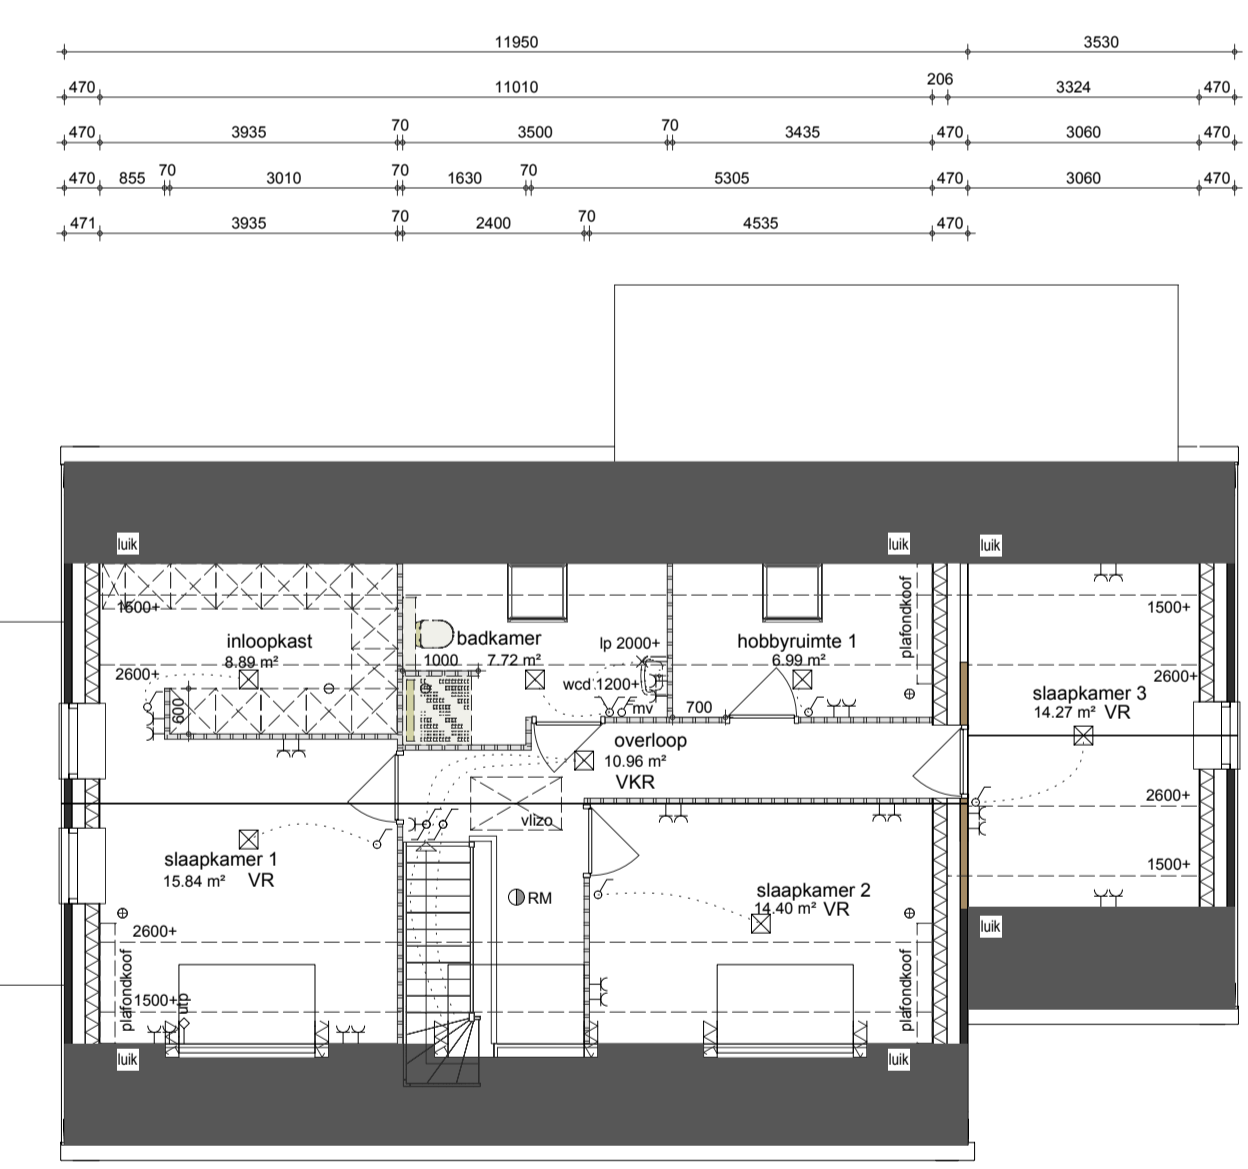 11950 3530
470 11010 206 3324 470
470 3935 70 3500 70 3435 470 3060 470
470 855 70 3010 70 1630 70 5305 470 3060 470
471 3935 70 2400 70 4535 470
luik luik luik
1500+ plafondkoof 1500+
inloopkast badkamer lp 2000+ hobbyruimte 1
8.89 m² 1000 7.72 m² 6.99 m²
2600+ wcd 1200+ 2600+
600 mv 700 slaapkamer 3
14.27 m² VR
overloop
10.96 m²
VKR
2600+
vlizo
slaapkamer 1 1500+
15.84 m² VR
RM slaapkamer 2
14.40 m² VR
luik
2600+
plafondkoof 1500+ utp plafondkoof
luik luik